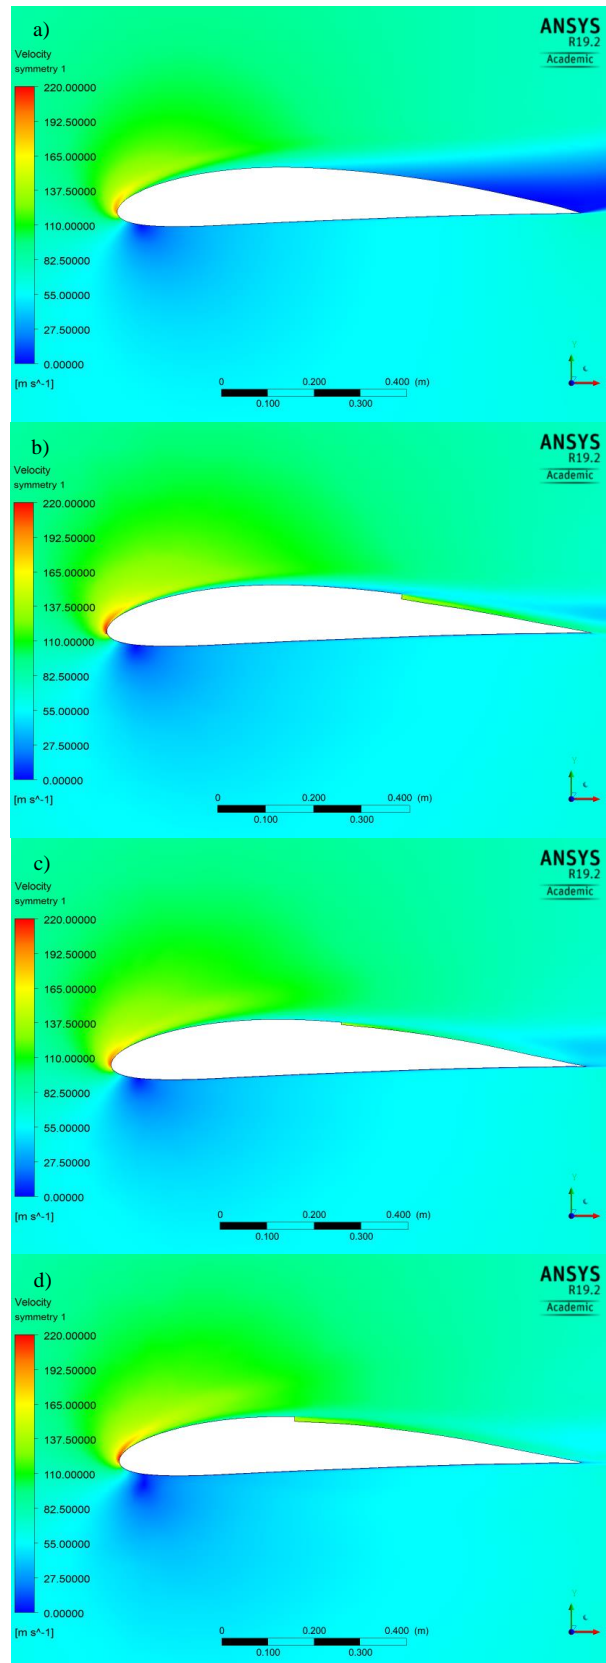 a)
ANSYS
R19.2
Academic
Velocity
symmetry 1
220.00000
192.50000
165.00000
137.50000
110.00000
82.50000
55.00000
27.50000
0.00000
[m s^-1]
0 0.200 0.400 (m)
0.100 0.300
Y
b)
ANSYS
R19.2
Academic
Velocity
symmetry 1
220.00000
192.50000
165.00000
137.50000
110.00000
82.50000
55.00000
27.50000
0.00000
[m s^-1]
0 0.200 0.400 (m)
0.100 0.300
Y
c)
ANSYS
R19.2
Academic
Velocity
symmetry 1
220.00000
192.50000
165.00000
137.50000
110.00000
82.50000
55.00000
27.50000
0.00000
[m s^-1]
0 0.200 0.400 (m)
0.100 0.300
Y
d)
ANSYS
R19.2
Academic
Velocity
symmetry 1
220.00000
192.50000
165.00000
137.50000
110.00000
82.50000
55.00000
27.50000
0.00000
[m s^-1]
0 0.200 0.400 (m)
0.100 0.300
Y